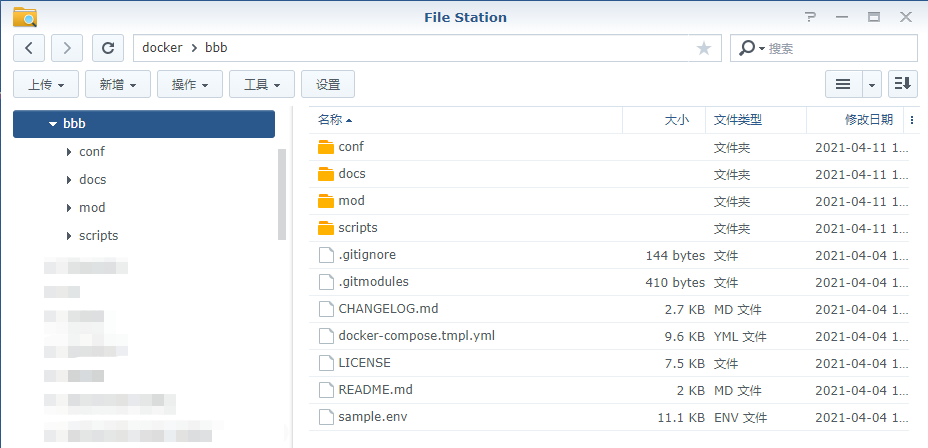 File Station
docker > bbb
搜索
上传 新增 操作 工具 设置
bbb
conf
docs
mod
scripts
名称 大小 文件类型 修改日期
conf 文件夹 2021-04-11 1...
docs 文件夹 2021-04-11 1...
mod 文件夹 2021-04-11 1...
scripts 文件夹 2021-04-11 1...
.gitignore 144 bytes 文件 2021-04-04 1...
.gitmodules 410 bytes 文件 2021-04-04 1...
CHANGELOG.md 2.7 KB MD 文件 2021-04-04 1...
docker-compose.tmpl.yml 9.6 KB YML 文件 2021-04-04 1...
LICENSE 7.5 KB 文件 2021-04-04 1...
README.md 2 KB MD 文件 2021-04-04 1...
sample.env 11.1 KB ENV 文件 2021-04-04 1...